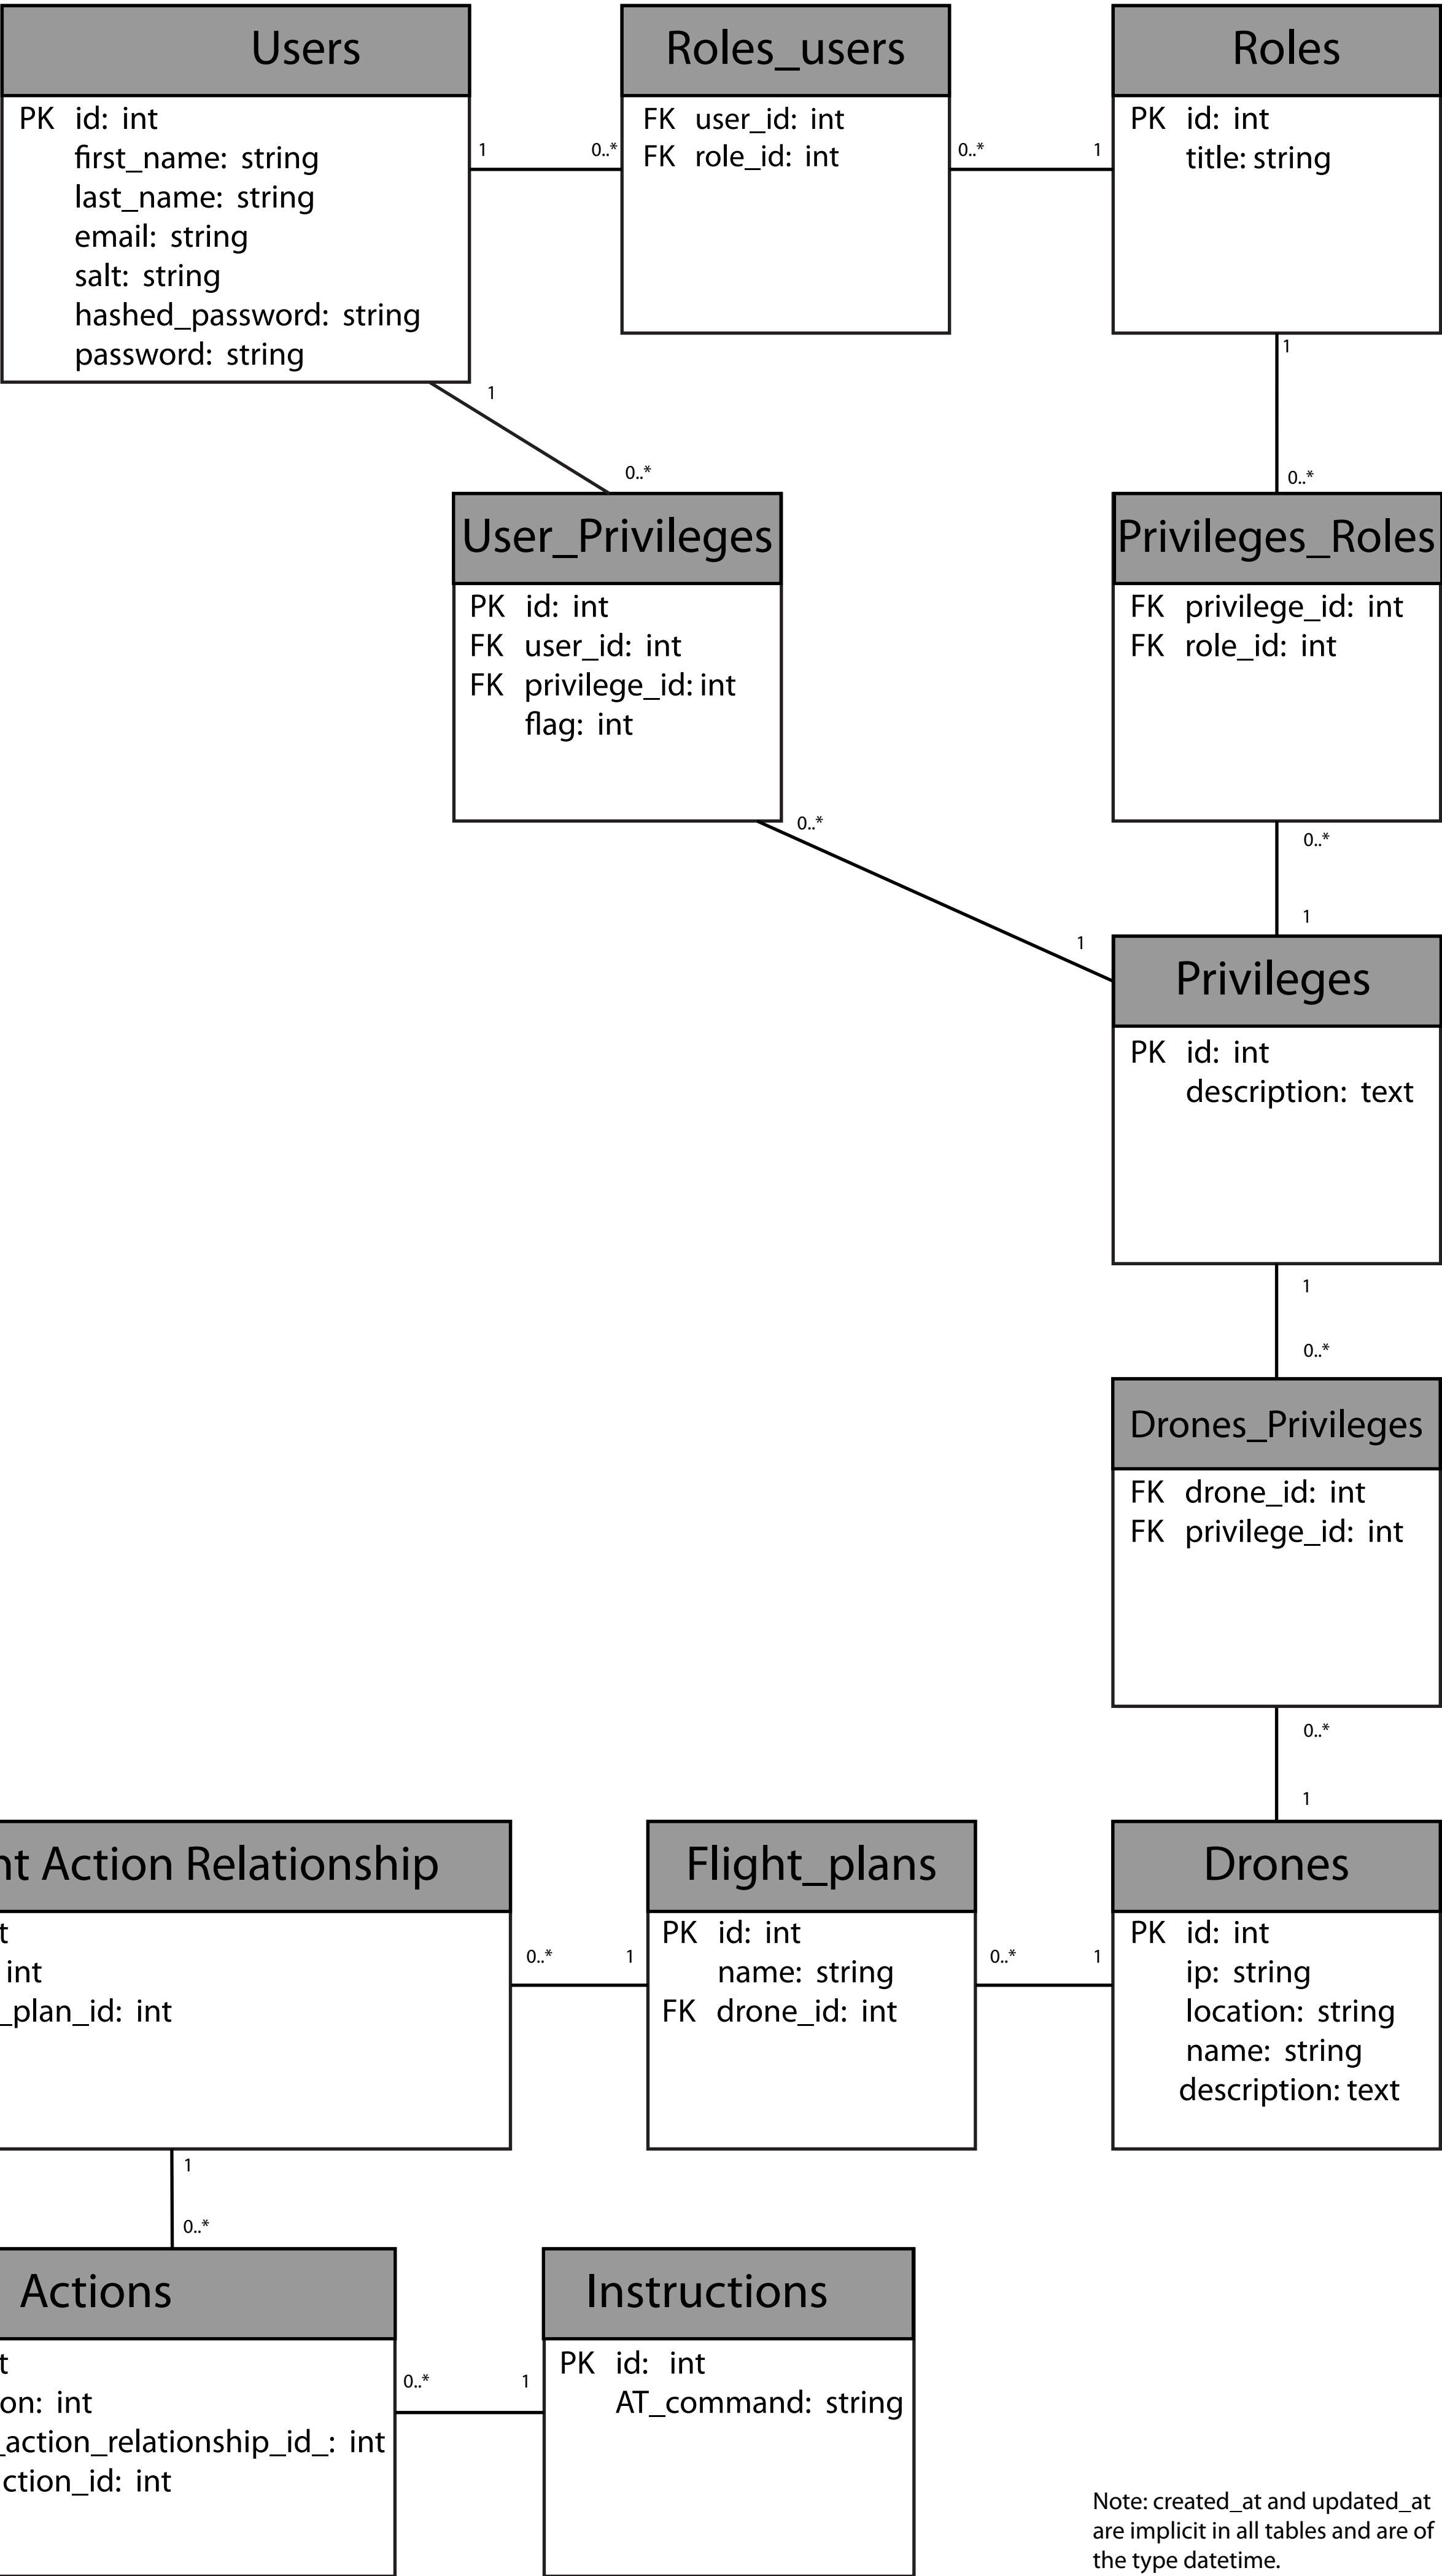 Users
PK id: int
first_name: string
last_name: string
email: string
salt: string
hashed_password: string
password: string
1
0..*
Roles_users
FK user_id: int
FK role_id: int
0..*
1
Roles
PK id: int
title: string
1
0..*
1
0..*
User_Privileges
PK id: int
FK user_id: int
FK privilege_id: int
flag: int
Privileges_Roles
FK privilege_id: int
FK role_id: int
0..*
1
0..*
1
Privileges
PK id: int
description: text
1
0..*
Drones_Privileges
FK drone_id: int
FK privilege_id: int
0..*
1
nt Action Relationship
t
int
_plan_id: int
0..*
1
Flight_plans
PK id: int
name: string
FK drone_id: int
0..*
1
Drones
PK id: int
ip: string
location: string
name: string
description: text
1
0..*
Actions
t
on: int
_action_relationship_id_: int
ction_id: int
0..*
1
Instructions
PK id: int
AT_command: string
Note: created_at and updated_at
are implicit in all tables and are of
the type datetime.